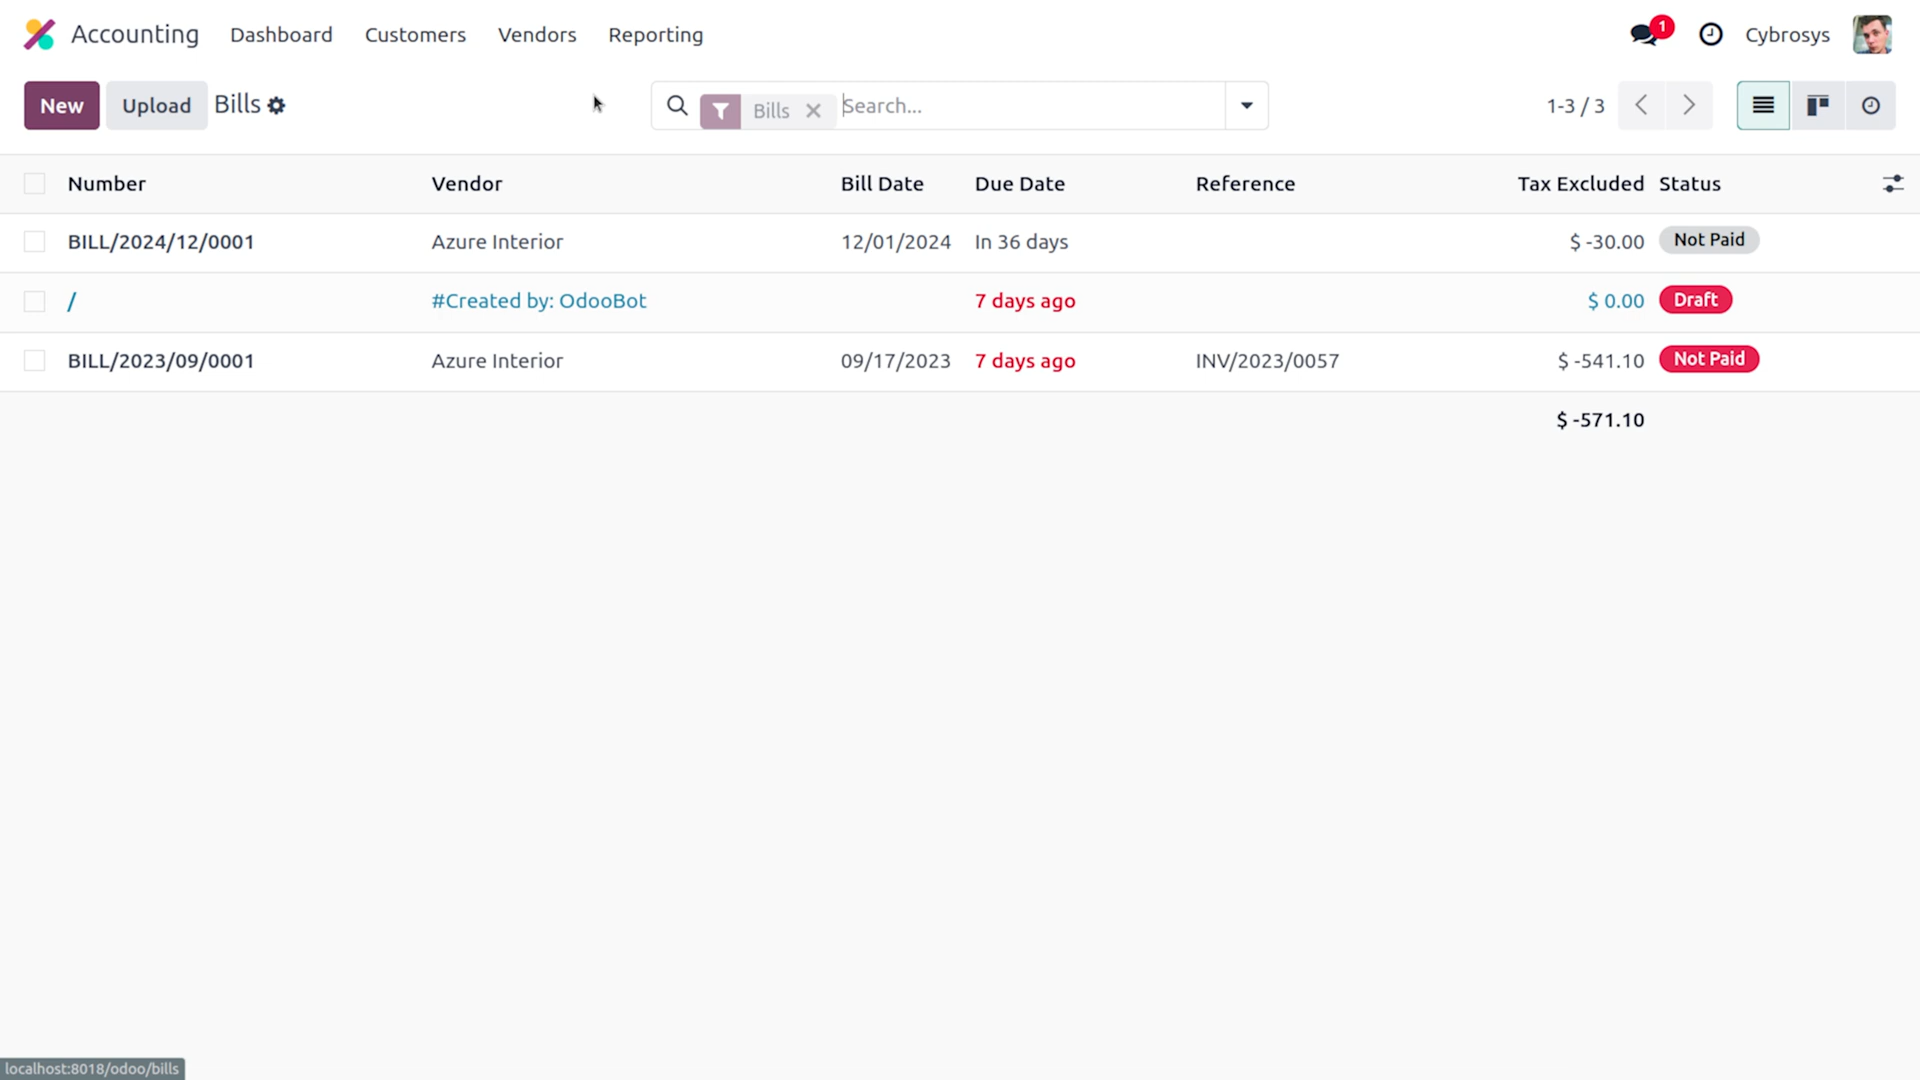 Accounting Dashboard Customers Vendors Reporting 1 Cybrosys
New Upload Bills Bills Search... 1-3 / 3
Number Vendor Bill Date Due Date Reference Tax Excluded Status
BILL/2024/12/0001 Azure Interior 12/01/2024 In 36 days $ -30.00 Not Paid
/ #Created by: OdooBot 7 days ago $ 0.00 Draft
BILL/2023/09/0001 Azure Interior 09/17/2023 7 days ago INV/2023/0057 $ -541.10 Not Paid
$ -571.10
localhost:8018/odoo/bills